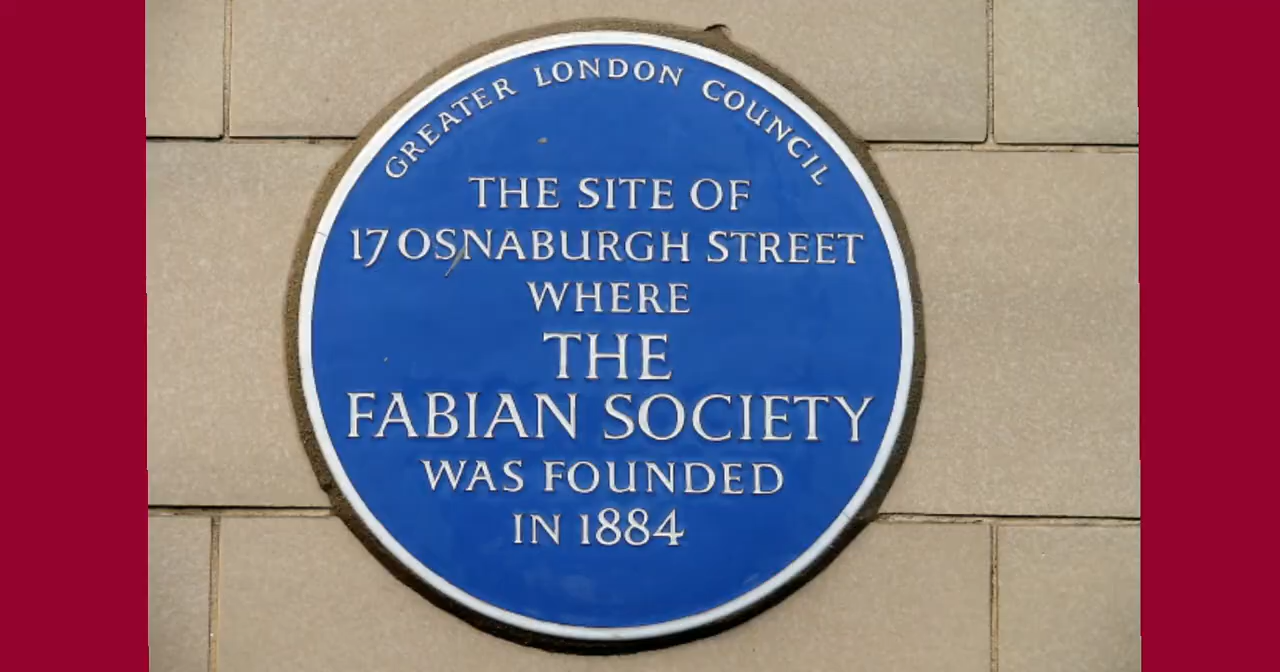 GREATER LONDON COUNCIL
THE SITE OF
17 OSNABURGH STREET
WHERE
THE
FABIAN SOCIETY
WAS FOUNDED
IN 1884